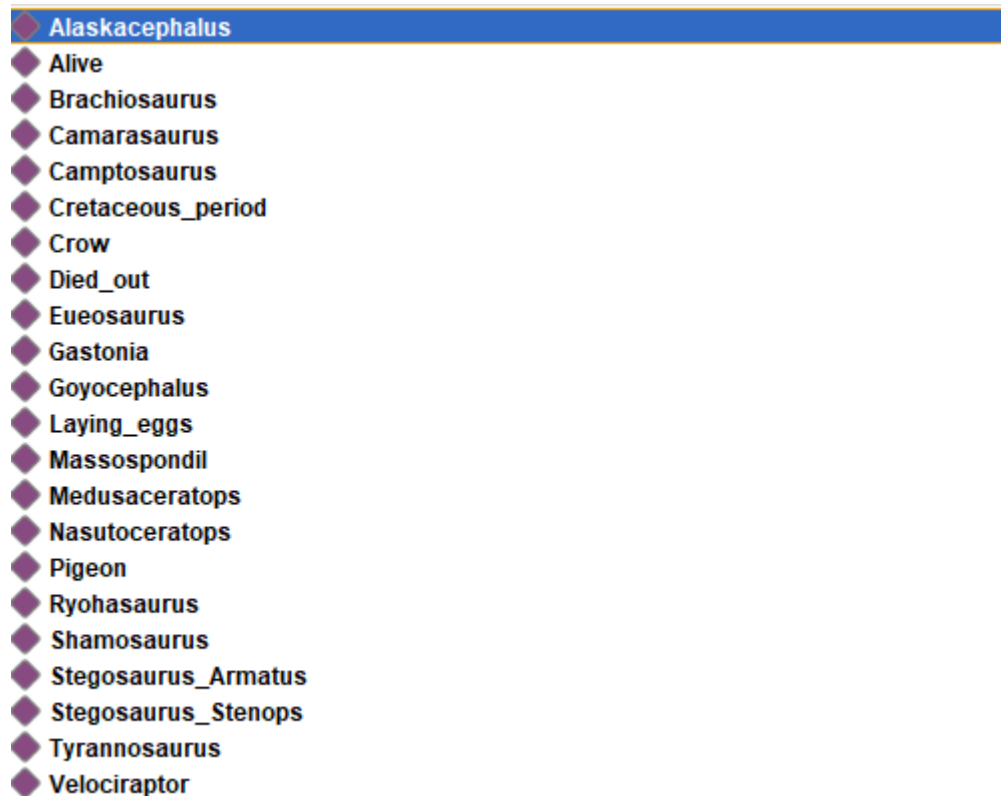 Alaskacephalus
Alive
Brachiosaurus
Camarasaurus
Camptosaurus
Cretaceous_period
Crow
Died_out
Eueosaurus
Gastonia
Goyocephalus
Laying_eggs
Massospondil
Medusaceratops
Nasutoceratops
Pigeon
Ryohasaurus
Shamosaurus
Stegosaurus_Armatus
Stegosaurus_Stenops
Tyrannosaurus
Velociraptor